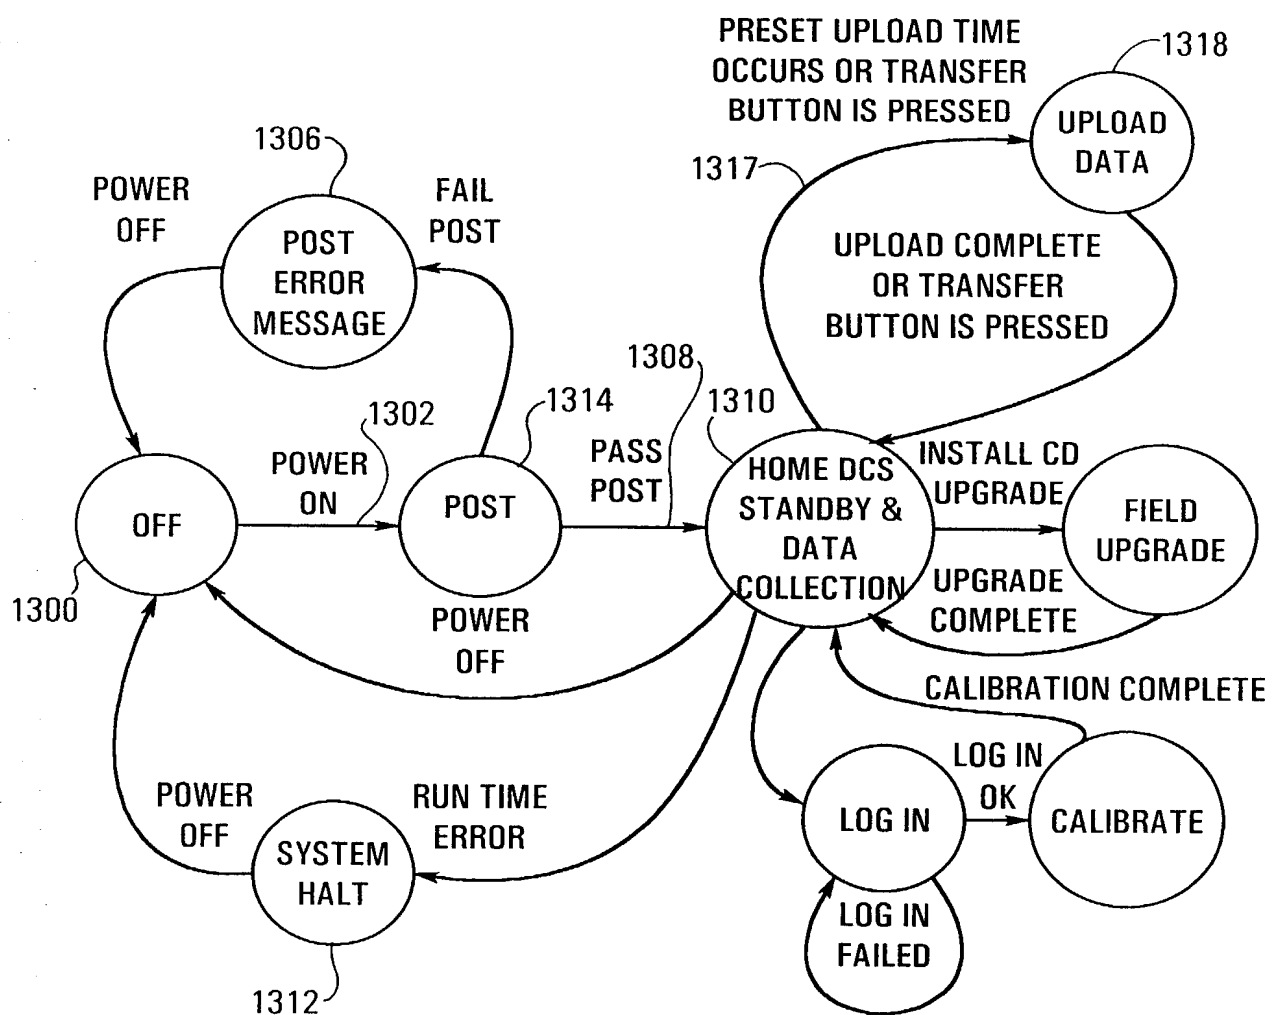 PRESET UPLOAD TIME
OCCURS OR TRANSFER
BUTTON IS PRESSED
1318
UPLOAD
DATA
1317
UPLOAD COMPLETE
OR TRANSFER
BUTTON IS PRESSED
1306
POWER
OFF
FAIL
POST
POST
ERROR
MESSAGE
1302
POWER
ON
1314
1308
PASS
POST
1310
OFF
1300
POST
HOME DCS
STANDBY &
DATA
COLLECTION
INSTALL CD
UPGRADE
FIELD
UPGRADE
UPGRADE
COMPLETE
POWER
OFF
CALIBRATION COMPLETE
POWER
OFF
RUN TIME
ERROR
SYSTEM
HALT
1312
LOG IN
LOG IN
OK
CALIBRATE
LOG IN
FAILED